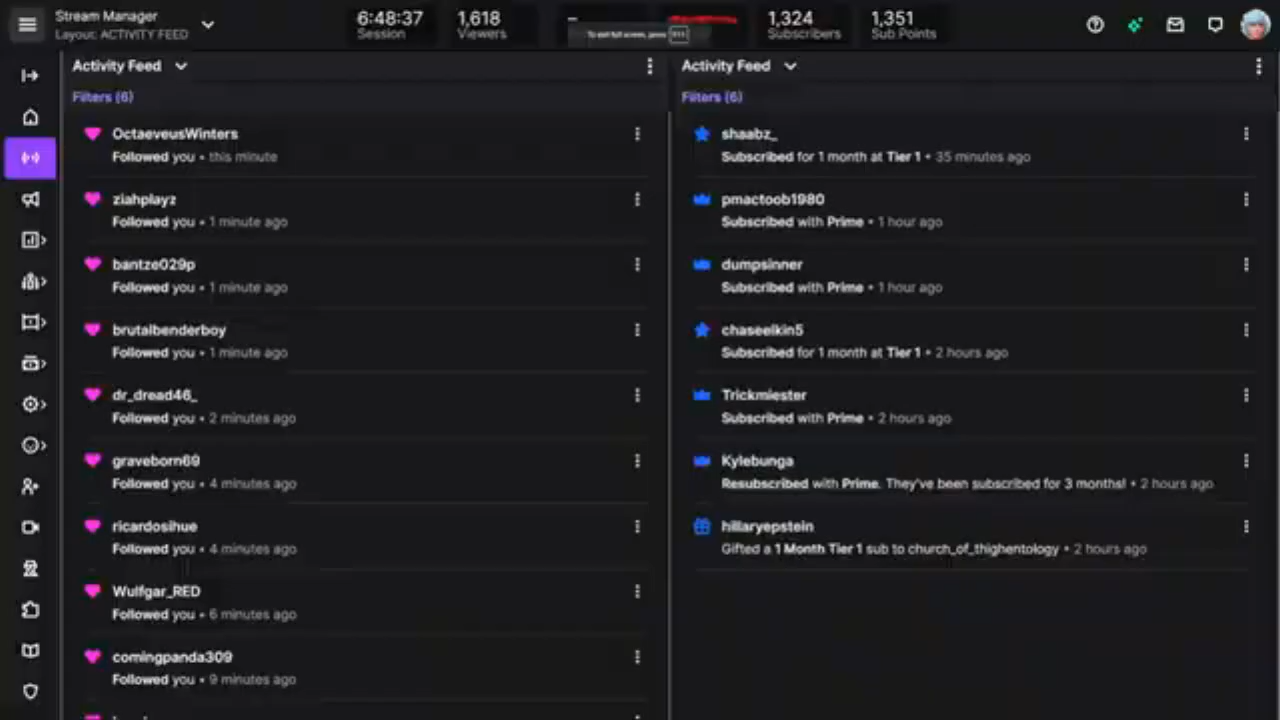 Stream Manager
Layout: ACTIVITY FEED
6:48:37
Session
1,618
Viewers
To exit full screen, press
1,324
Subscribers
1,351
Sub Points
Activity Feed
Filters (6)
OctaeveusWinters
Followed you • this minute
ziahplayz
Followed you • 1 minute ago
bantze029p
Followed you • 1 minute ago
brutalbenderboy
Followed you • 1 minute ago
dr_dread46_
Followed you • 2 minutes ago
graveborn69
Followed you • 4 minutes ago
ricardosihue
Followed you • 4 minutes ago
Wulfgar_RED
Followed you • 6 minutes ago
comingpanda309
Followed you • 9 minutes ago
Activity Feed
Filters (6)
shaabz_
Subscribed for 1 month at Tier 1 • 35 minutes ago
pmactoob1980
Subscribed with Prime • 1 hour ago
dumpsinner
Subscribed with Prime • 1 hour ago
chaseelkin5
Subscribed for 1 month at Tier 1 • 2 hours ago
Trickmiester
Subscribed with Prime • 2 hours ago
Kylebunga
Resubscribed with Prime. They've been subscribed for 3 months! • 2 hours ago
hillaryepstein
Gifted a 1 Month Tier 1 sub to church_of_thighentology • 2 hours ago